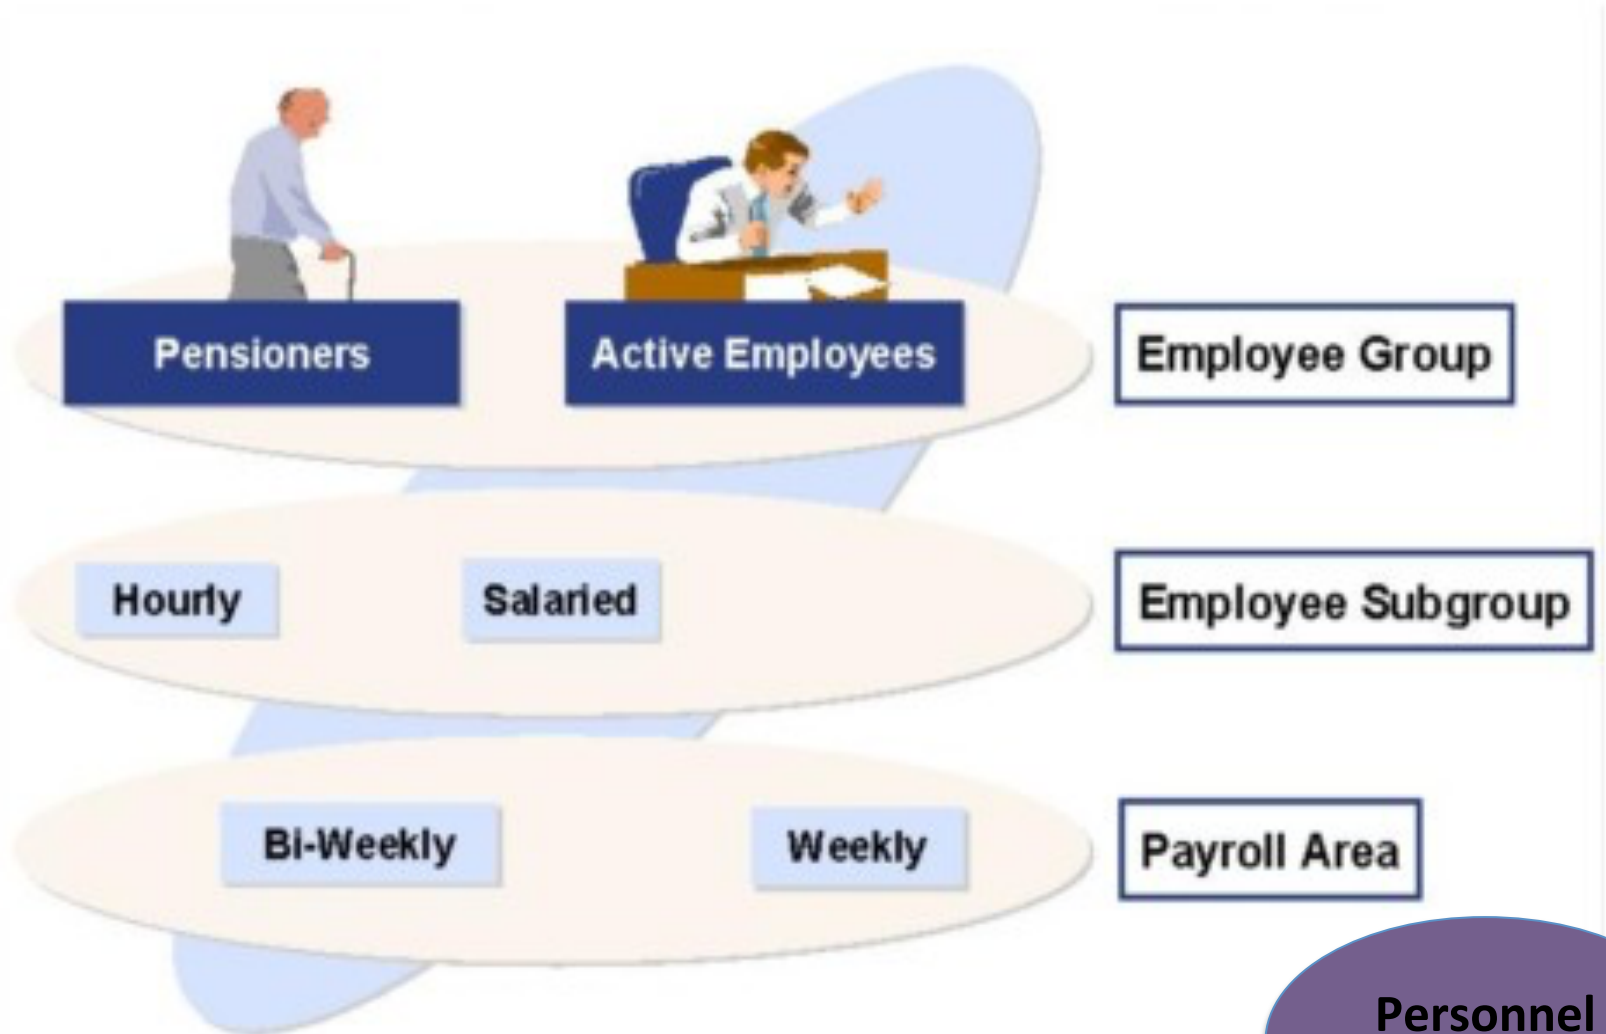 Pensioners
Active Employees
Employee Group
Hourly
Salaried
Employee Subgroup
Bi-Weekly
Weekly
Payroll Area
Personnel